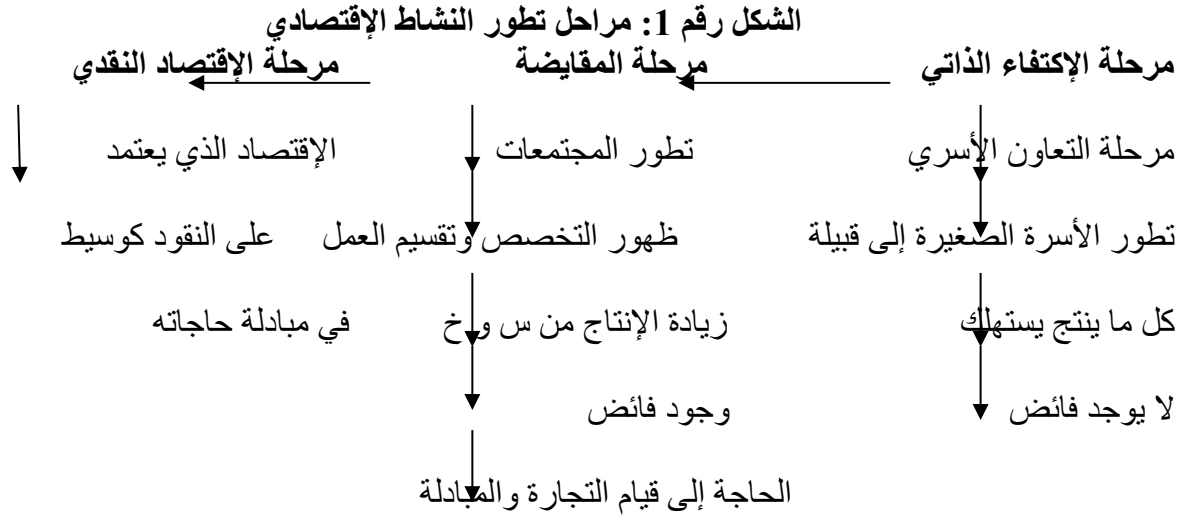 الشكل رقم 1: مراحل تطور النشاط الإقتصادي
مرحلة الإكتفاء الذاتي مرحلة المقايضة مرحلة الإقتصاد النقدي
مرحلة التعاون الأسري تطور المجتمعات الإقتصاد الذي يعتمد
تطور الأسرة الصغيرة إلى قبيلة ظهور التخصص وتقسيم العمل على النقود كوسيط
كل ما ينتج يستهلك زيادة الإنتاج من س و خ في مبادلة حاجاته
لا يوجد فائض وجود فائض
الحاجة إلى قيام التجارة والمبادلة